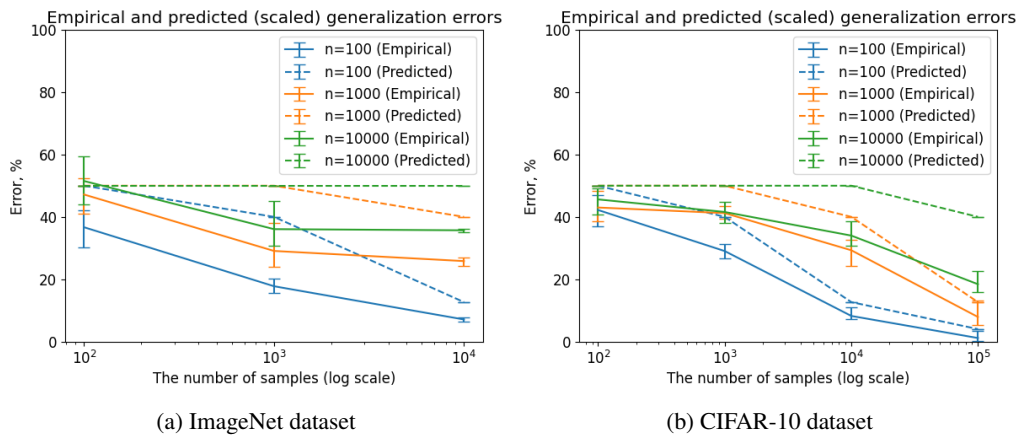 Empirical and predicted (scaled) generalization errors
100
80
60
40
20
0
Error, %
n=100 (Empirical)
n=100 (Predicted)
n=1000 (Empirical)
n=1000 (Predicted)
n=10000 (Empirical)
n=10000 (Predicted)
10² 10³ 10⁴
The number of samples (log scale)
(a) ImageNet dataset
Empirical and predicted (scaled) generalization errors
100
80
60
40
20
0
Error, %
n=100 (Empirical)
n=100 (Predicted)
n=1000 (Empirical)
n=1000 (Predicted)
n=10000 (Empirical)
n=10000 (Predicted)
10² 10³ 10⁴ 10⁵
The number of samples (log scale)
(b) CIFAR-10 dataset